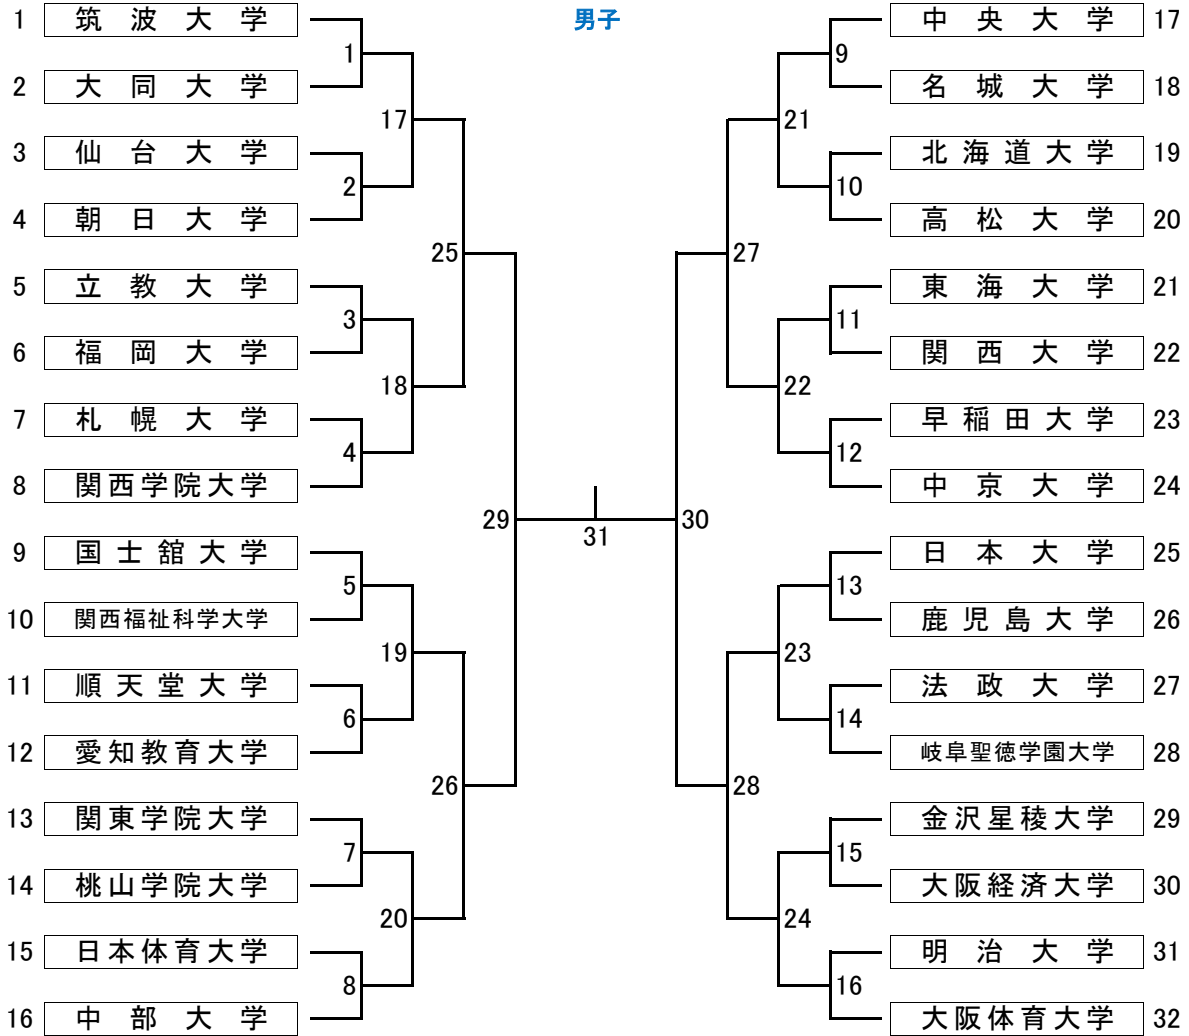 男子
1 筑波大学
2 大同大学
3 仙台大学
4 朝日大学
5 立教大学
6 福岡大学
7 札幌大学
8 関西学院大学
9 国士舘大学
10 関西福祉科学大学
11 順天堂大学
12 愛知教育大学
13 関東学院大学
14 桃山学院大学
15 日本体育大学
16 中部大学
1
2
3
4
5
6
7
8
17
18
19
20
25
26
29
31
30
27
28
21
22
23
24
9
10
11
12
13
14
15
16
中央大学 17
名城大学 18
北海道大学 19
高松大学 20
東海大学 21
関西大学 22
早稲田大学 23
中京大学 24
日本大学 25
鹿児島大学 26
法政大学 27
岐阜聖徳学園大学 28
金沢星稜大学 29
大阪経済大学 30
明治大学 31
大阪体育大学 32